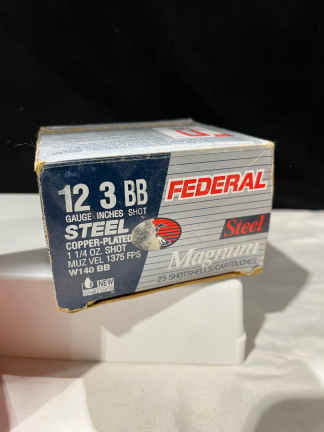 12 3 BB
GAUGE INCHES SHOT
STEEL
COPPER-PLATED
1 1/4 OZ. SHOT
MUZ VEL 1375 FPS
W140 BB
NEW
FEDERAL
Steel
Magnum
25 SHOTSHELLS/CARTOUCHES